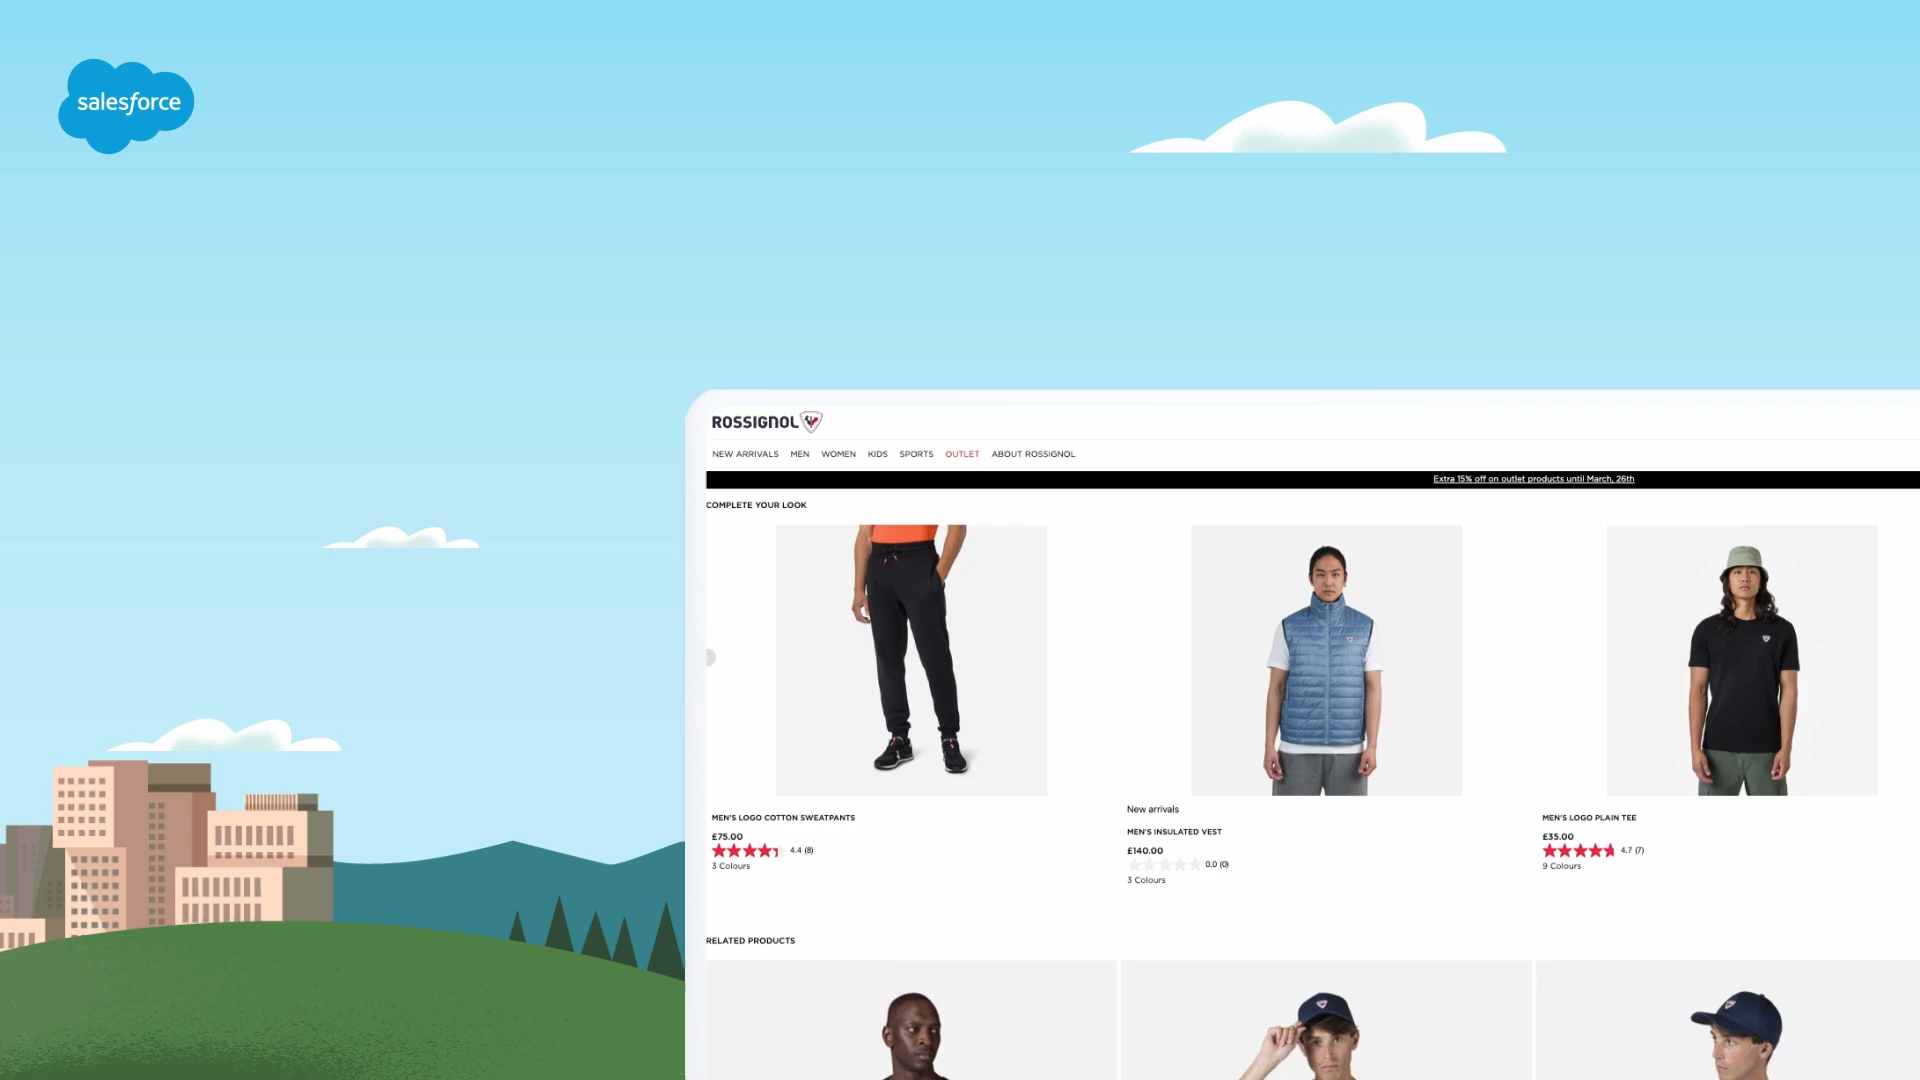 salesforce
ROSSIGNOL
NEW ARRIVALS MEN WOMEN KIDS SPORTS OUTLET ABOUT ROSSIGNOL
Extra 15% off on outlet products until March, 26th
COMPLETE YOUR LOOK
MEN'S LOGO COTTON SWEATPANTS
£75.00
4.4 (8)
3 Colours
New arrivals
MEN'S INSULATED VEST
£140.00
0.0 (0)
3 Colours
MEN'S LOGO PLAIN TEE
£35.00
4.7 (7)
9 Colours
RELATED PRODUCTS